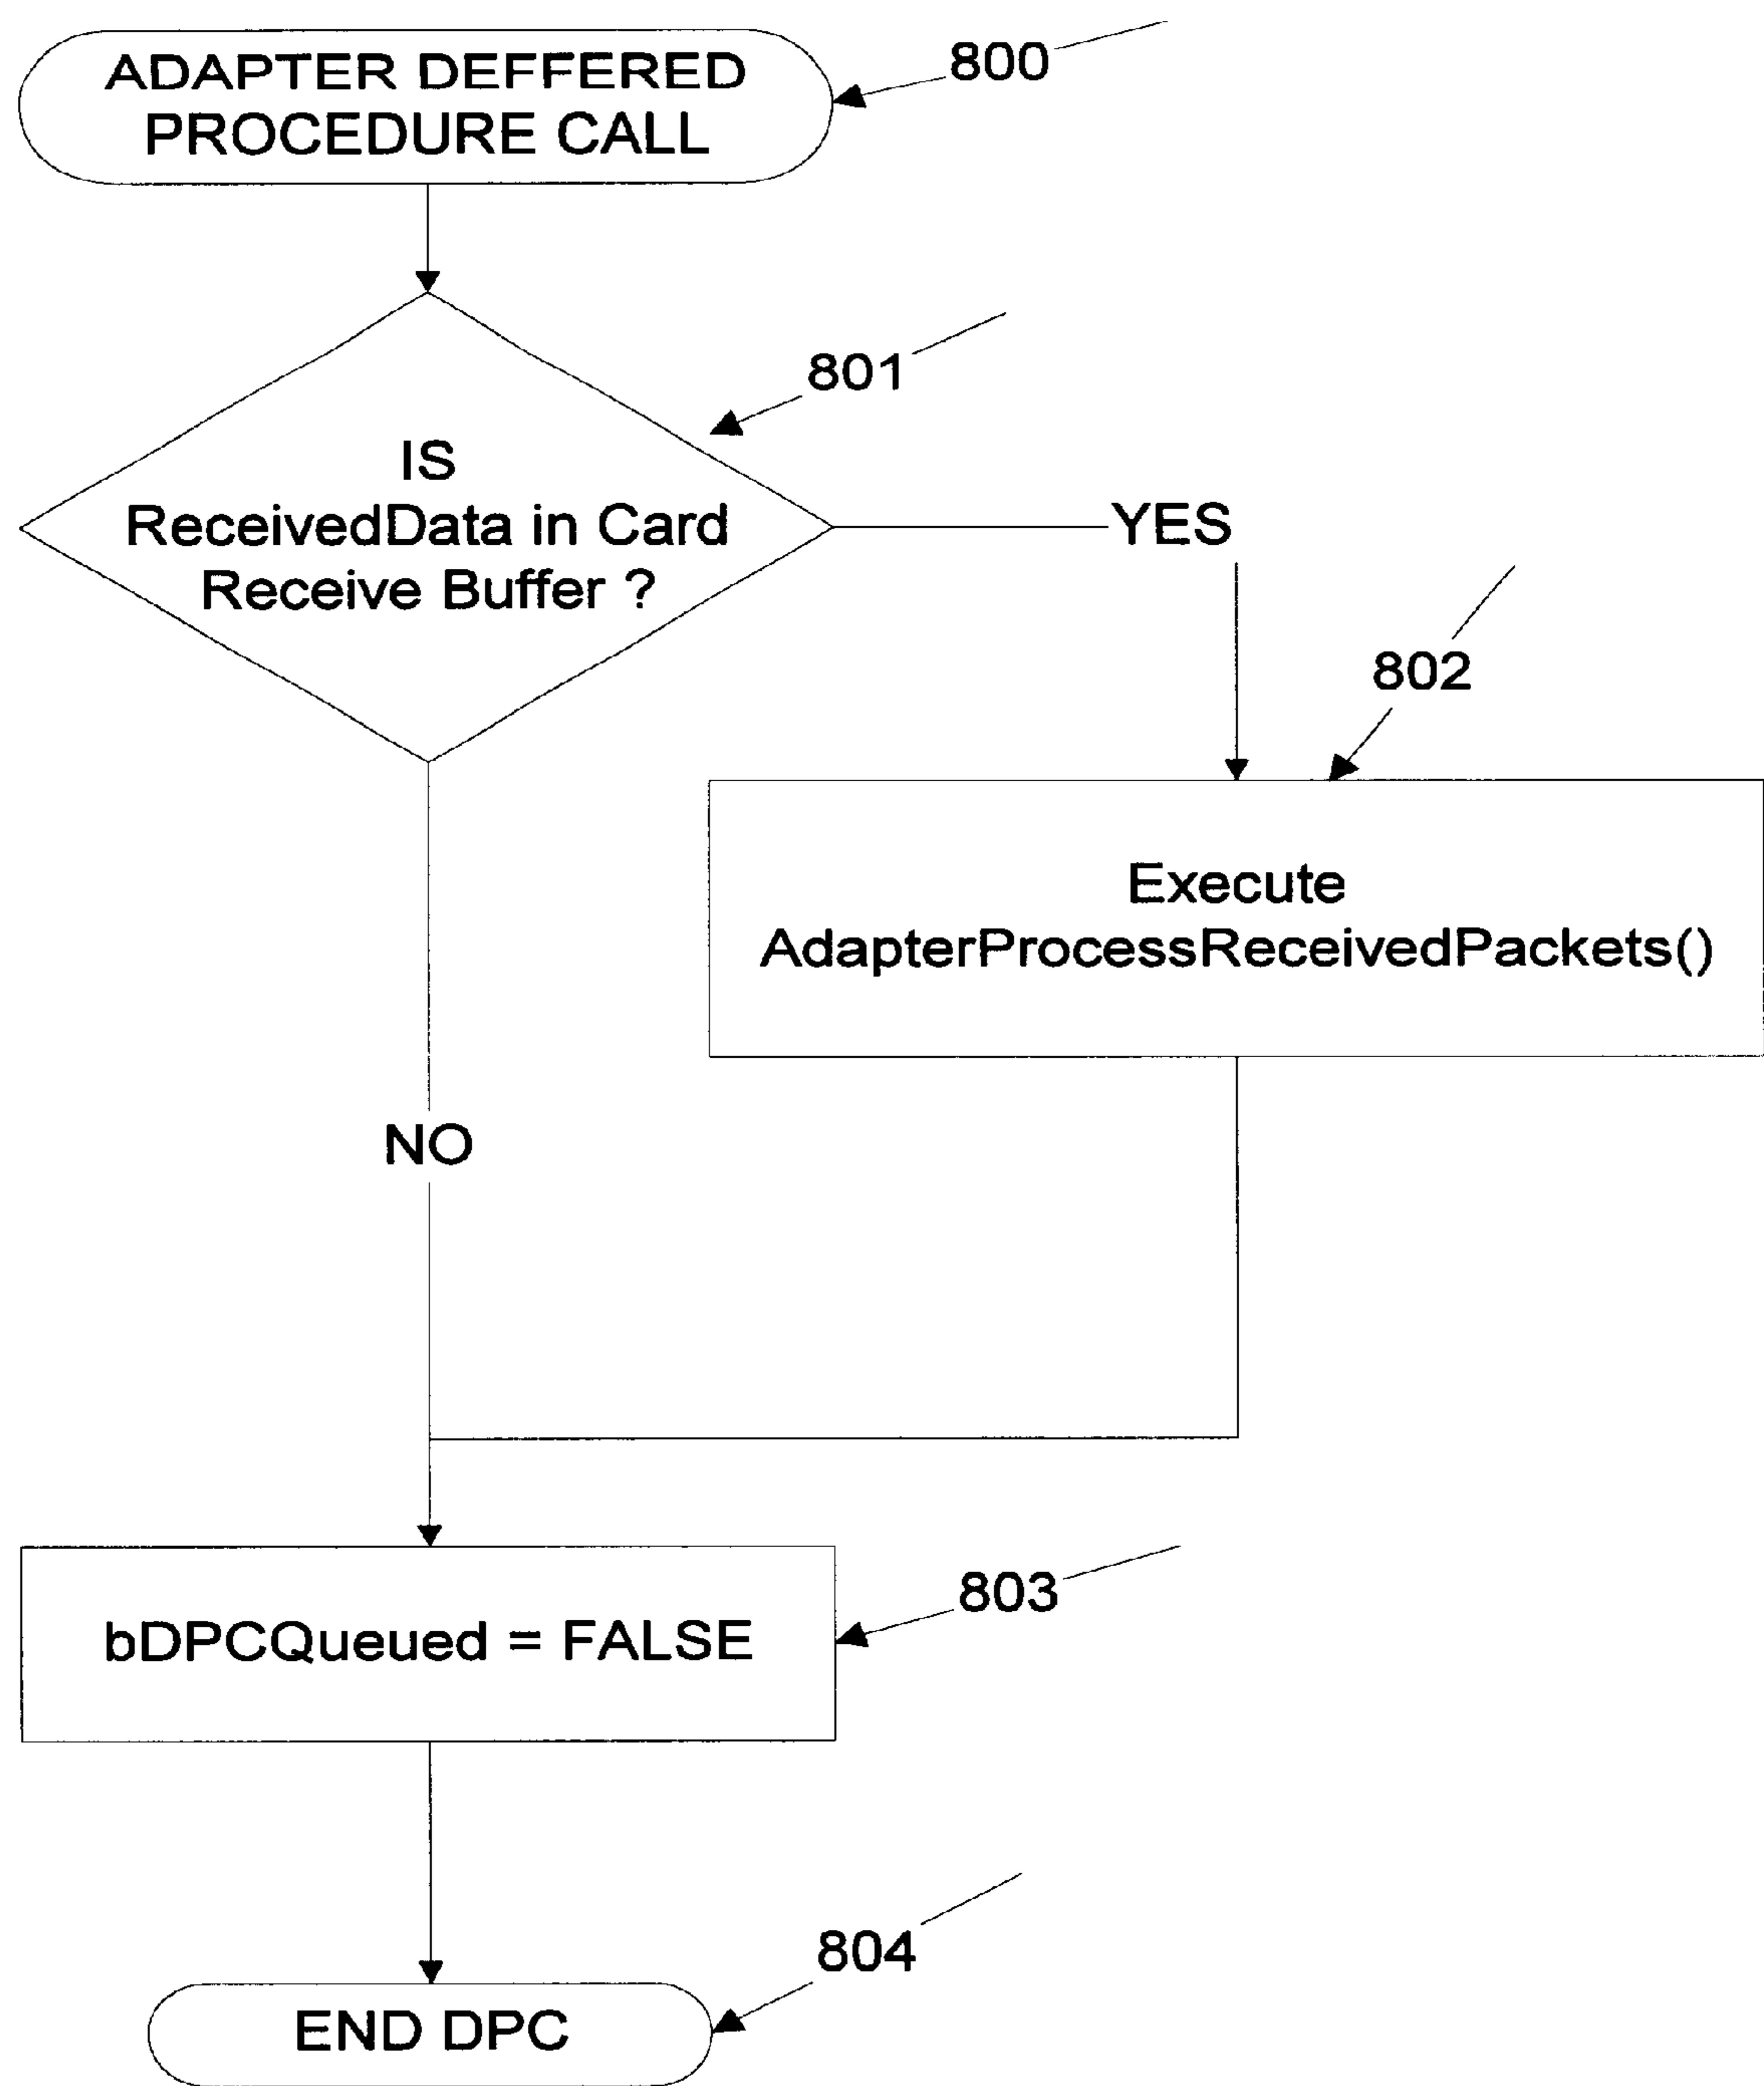 ADAPTER DEFFERED
PROCEDURE CALL
800
801
IS
ReceivedData in Card
Receive Buffer ?
YES
802
Execute
AdapterProcessReceivedPackets()
NO
803
bDPCQueued = FALSE
804
END DPC